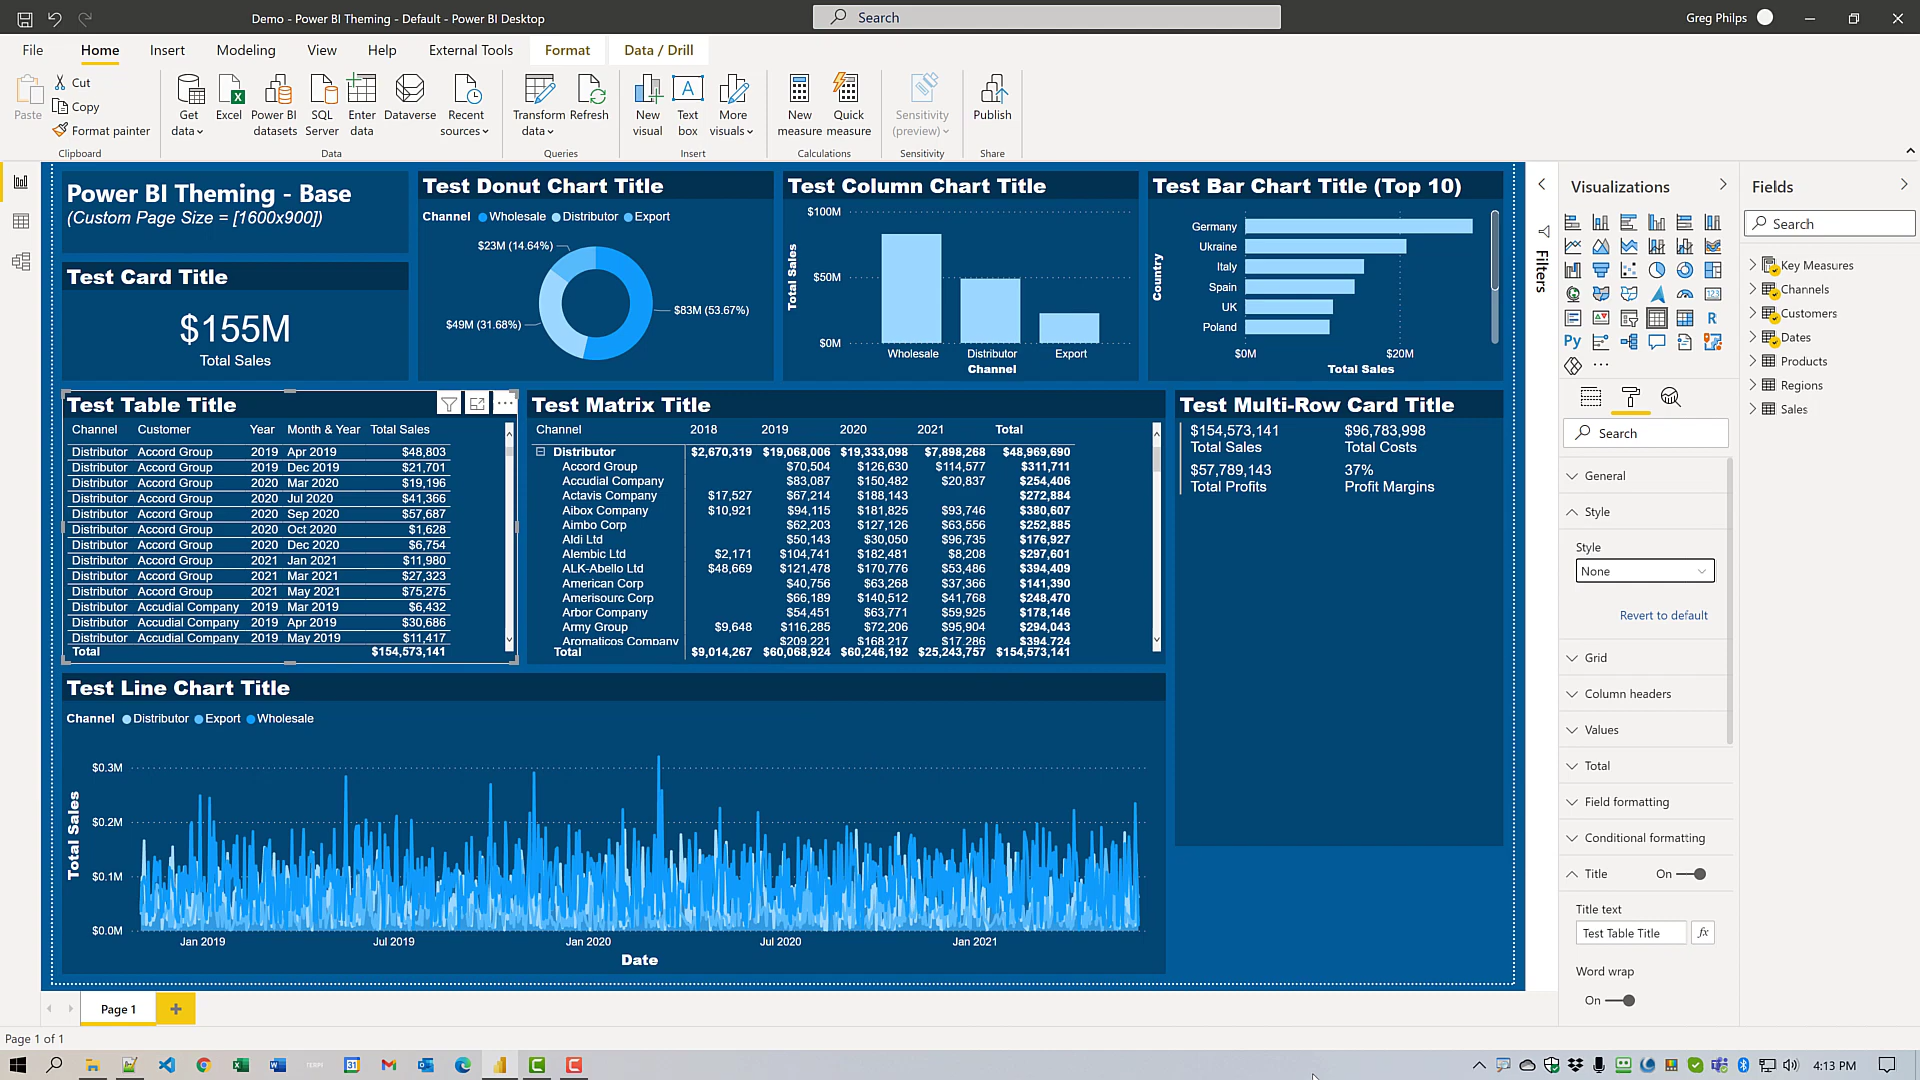 Demo - Power BI Theming - Default - Power BI Desktop
Search
Greg Philps
File
Home
Insert
Modeling
View
Help
External Tools
Format
Data / Drill
Paste
Cut
Copy
Format painter
Clipboard
Get data
Excel
Power BI datasets
SQL Server
Enter data
Dataverse
Recent sources
Data
Transform data
Refresh
Queries
New visual
Text box
More visuals
Insert
New measure
Quick measure
Calculations
Sensitivity (preview)
Sensitivity
Publish
Share
Power BI Theming - Base
(Custom Page Size = [1600x900])
Test Card Title
$155M
Total Sales
Test Donut Chart Title
Channel Wholesale Distributor Export
$23M (14.64%)
$49M (31.68%)
$83M (53.67%)
Test Column Chart Title
Total Sales
$100M
$50M
$0M
Wholesale Distributor Export
Channel
Test Bar Chart Title (Top 10)
Country
Germany
Ukraine
Italy
Spain
UK
Poland
$0M $20M
Total Sales
Test Table Title
Channel Customer Year Month & Year Total Sales
Distributor Accord Group 2019 Apr 2019 $48,803
Distributor Accord Group 2019 Dec 2019 $21,701
Distributor Accord Group 2020 Mar 2020 $19,196
Distributor Accord Group 2020 Jul 2020 $41,366
Distributor Accord Group 2020 Sep 2020 $57,687
Distributor Accord Group 2020 Oct 2020 $1,628
Distributor Accord Group 2020 Dec 2020 $6,754
Distributor Accord Group 2021 Jan 2021 $11,980
Distributor Accord Group 2021 Mar 2021 $27,323
Distributor Accord Group 2021 May 2021 $75,275
Distributor Accudial Company 2019 Mar 2019 $6,432
Distributor Accudial Company 2019 Apr 2019 $30,686
Distributor Accudial Company 2019 May 2019 $11,417
Total $154,573,141
Test Matrix Title
Channel 2018 2019 2020 2021 Total
Distributor $2,670,319 $19,068,006 $19,333,098 $7,898,268 $48,969,690
Accord Group $70,504 $126,630 $114,577 $311,711
Accudial Company $83,087 $150,482 $20,837 $254,406
Actavis Company $17,527 $67,214 $188,143 $272,884
Aibox Company $10,921 $94,115 $181,825 $93,746 $380,607
Aimbo Corp $62,203 $127,126 $63,556 $252,885
Aldi Ltd $50,143 $30,050 $96,735 $176,927
Alembic Ltd $2,171 $104,741 $182,481 $8,208 $297,601
ALK-Abello Ltd $48,669 $121,478 $170,776 $53,486 $394,409
American Corp $40,756 $63,268 $37,366 $141,390
Amerisourc Corp $66,189 $140,512 $41,768 $248,470
Arbor Company $54,451 $63,771 $59,925 $178,146
Army Group $9,648 $116,285 $72,206 $95,904 $294,043
Aromaticos Company $209,221 $168,217 $17,286 $394,724
Total $9,014,267 $60,068,924 $60,246,192 $25,243,757 $154,573,141
Test Multi-Row Card Title
$154,573,141 $96,783,998
Total Sales Total Costs
$57,789,143 37%
Total Profits Profit Margins
Test Line Chart Title
Channel Distributor Export Wholesale
Total Sales
$0.3M
$0.2M
$0.1M
$0.0M
Jan 2019 Jul 2019 Jan 2020 Jul 2020 Jan 2021
Date
Filters
Visualizations
R
Py
Search
General
Style
Style
None
Revert to default
Grid
Column headers
Values
Total
Field formatting
Conditional formatting
Title On
Title text
Test Table Title
fx
Word wrap
On
Fields
Search
Key Measures
Channels
Customers
Dates
Products
Regions
Sales
Page 1
Page 1 of 1
4:13 PM